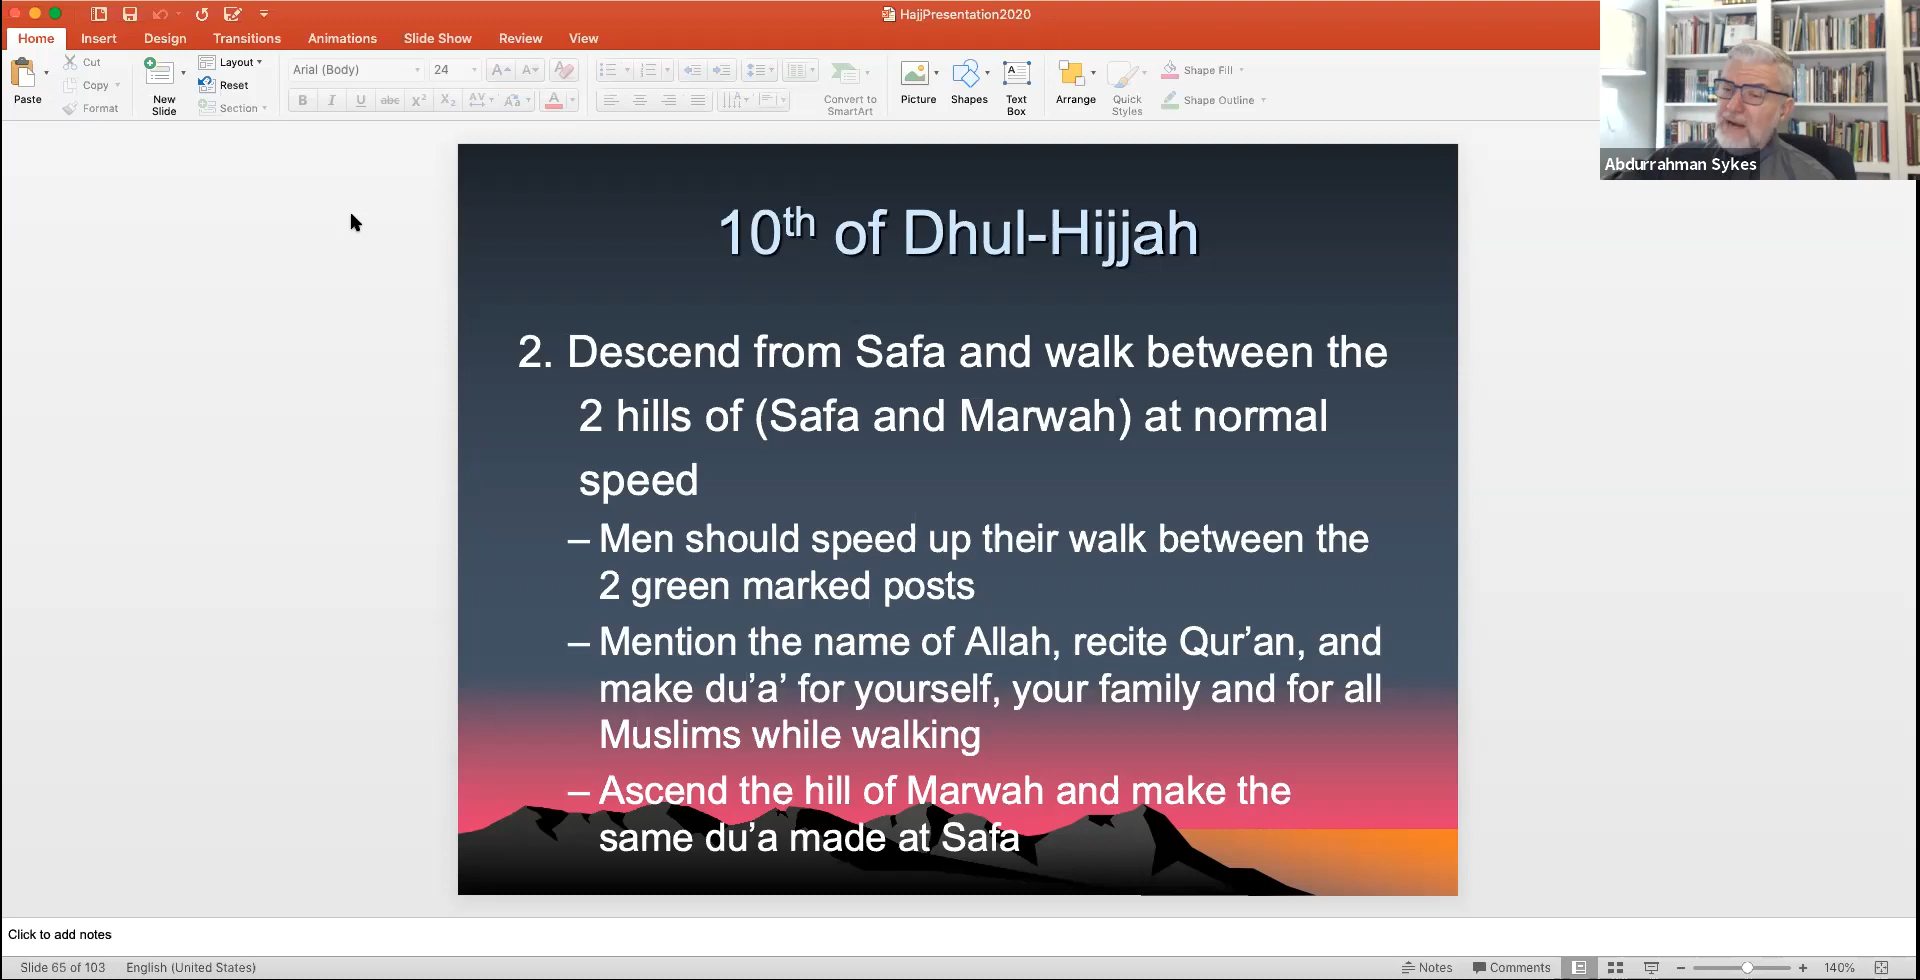 HajjPresentation2020
Home Insert Design Transitions Animations Slide Show Review View
Paste
Cut
Copy
Format
New Slide
Layout
Reset
Section
Arial (Body) 24
B I U abc X² X₂ AV Aa A
Convert to SmartArt
Picture
Shapes
Text Box
Arrange
Quick Styles
Shape Fill
Shape Outline
Abdurrahman Sykes
10th of Dhul-Hijjah
2. Descend from Safa and walk between the
2 hills of (Safa and Marwah) at normal
speed
– Men should speed up their walk between the
2 green marked posts
– Mention the name of Allah, recite Qur’an, and
make du’a’ for yourself, your family and for all
Muslims while walking
– Ascend the hill of Marwah and make the
same du’a made at Safa
Click to add notes
Slide 65 of 103 English (United States) Notes Comments 140%